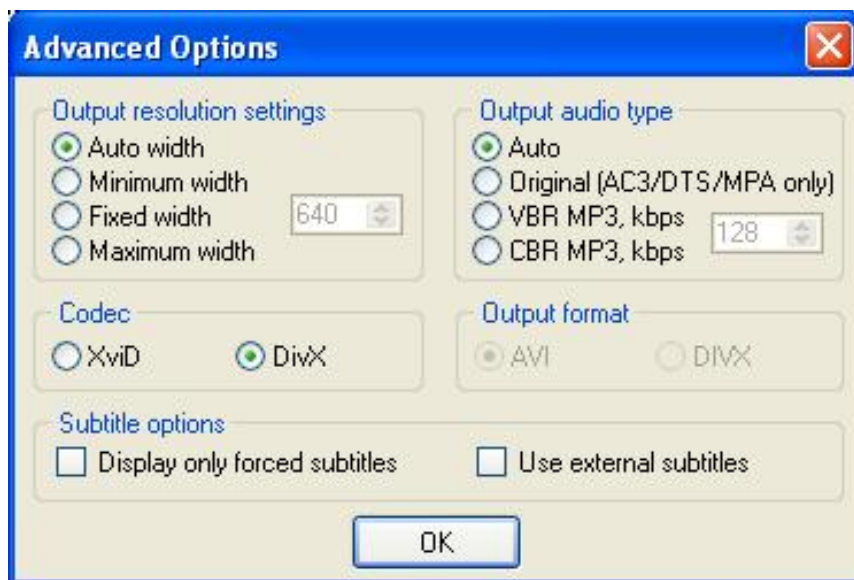 Advanced Options
Output resolution settings
Auto width
Minimum width
Fixed width
640
Maximum width
Output audio type
Auto
Original (AC3/DTS/MPA only)
VBR MP3, kbps
128
CBR MP3, kbps
Codec
XviD
DivX
Output format
AVI
DIVX
Subtitle options
Display only forced subtitles
Use external subtitles
OK